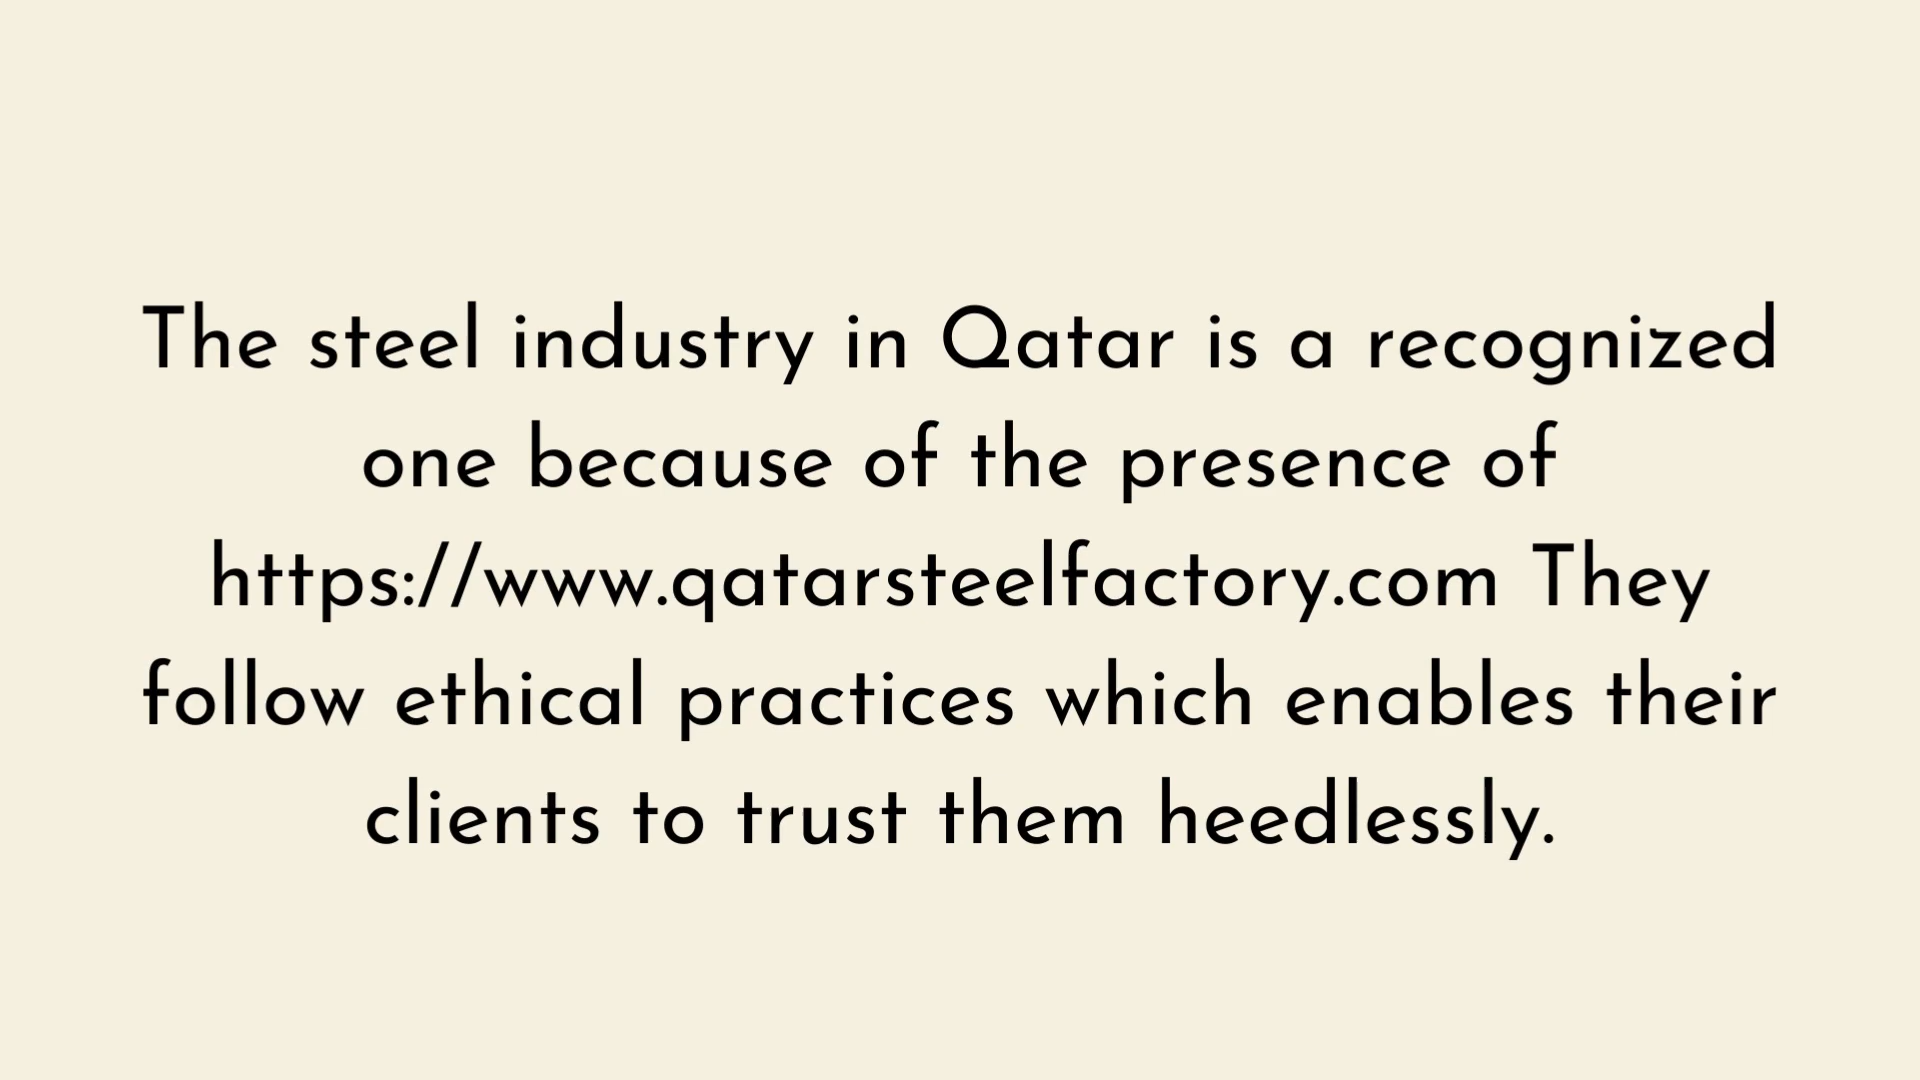 The steel industry in Qatar is a recognized
one because of the presence of
https://www.qatarsteelfactory.com They
follow ethical practices which enables their
clients to trust them heedlessly.